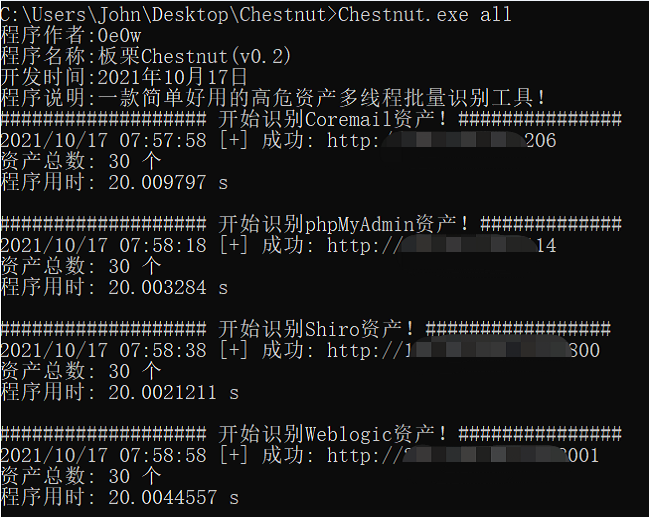 C:\Users\John\Desktop\Chestnut>Chestnut.exe all
程序作者:0e0w
程序名称:板栗Chestnut(v0.2)
开发时间:2021年10月17日
程序说明:一款简单好用的高危资产多线程批量识别工具!
################### 开始识别Coremail资产! ###############
2021/10/17 07:57:58 [+] 成功: http:/ 206
资产总数: 30 个
程序用时: 20.009797 s
################### 开始识别phpMyAdmin资产! #############
2021/10/17 07:58:18 [+] 成功: http:// 14
资产总数: 30 个
程序用时: 20.003284 s
################### 开始识别Shiro资产! #################
2021/10/17 07:58:38 [+] 成功: http://1 800
资产总数: 30 个
程序用时: 20.0021211 s
################### 开始识别Weblogic资产! ###############
2021/10/17 07:58:58 [+] 成功: http:// 001
资产总数: 30 个
程序用时: 20.0044557 s